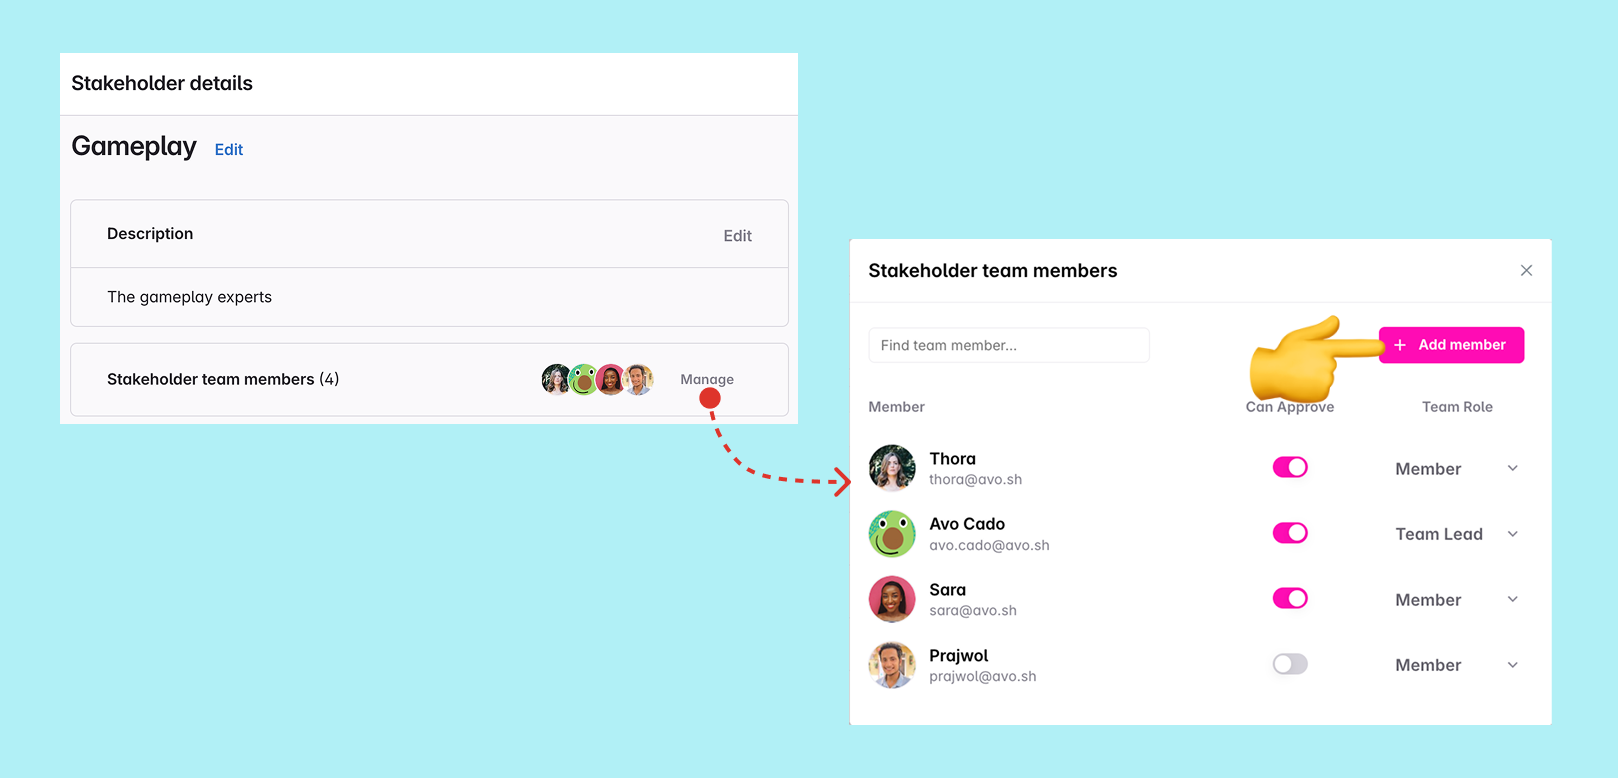 Stakeholder details
Gameplay Edit
Description Edit
The gameplay experts
Stakeholder team members (4) Manage
Stakeholder team members
Find team member...
+ Add member
Member Can Approve Team Role
Thora
thora@avo.sh
Member
Avo Cado
avo.cado@avo.sh
Team Lead
Sara
sara@avo.sh
Member
Prajwol
prajwol@avo.sh
Member